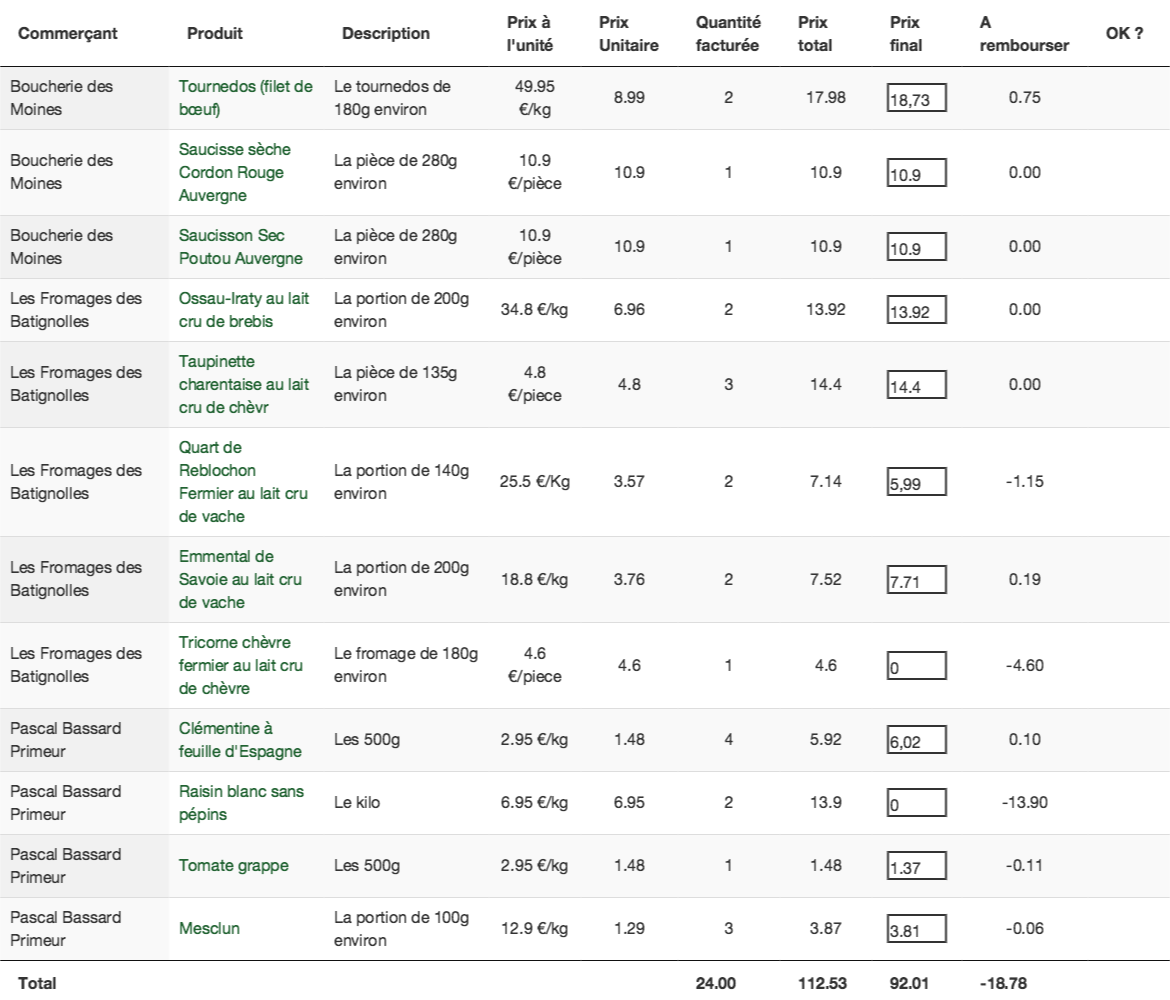 Commerçant Produit Description Prix à l'unité Prix Unitaire Quantité facturée Prix total Prix final A rembourser OK ?
Boucherie des Moines Tournedos (filet de bœuf) Le tournedos de 180g environ 49.95 €/kg 8.99 2 17.98 18,73 0.75
Boucherie des Moines Saucisse sèche Cordon Rouge Auvergne La pièce de 280g environ 10.9 €/pièce 10.9 1 10.9 10.9 0.00
Boucherie des Moines Saucisson Sec Poutou Auvergne La pièce de 280g environ 10.9 €/pièce 10.9 1 10.9 10.9 0.00
Les Fromages des Batignolles Ossau-Iraty au lait cru de brebis La portion de 200g environ 34.8 €/kg 6.96 2 13.92 13.92 0.00
Les Fromages des Batignolles Taupinette charentaise au lait cru de chèvr La pièce de 135g environ 4.8 €/piece 4.8 3 14.4 14.4 0.00
Les Fromages des Batignolles Quart de Reblochon Fermier au lait cru de vache La portion de 140g environ 25.5 €/Kg 3.57 2 7.14 5,99 -1.15
Les Fromages des Batignolles Emmental de Savoie au lait cru de vache La portion de 200g environ 18.8 €/kg 3.76 2 7.52 7.71 0.19
Les Fromages des Batignolles Tricorne chèvre fermier au lait cru de chèvre Le fromage de 180g environ 4.6 €/piece 4.6 1 4.6 0 -4.60
Pascal Bassard Primeur Clémentine à feuille d'Espagne Les 500g 2.95 €/kg 1.48 4 5.92 6,02 0.10
Pascal Bassard Primeur Raisin blanc sans pépins Le kilo 6.95 €/kg 6.95 2 13.9 0 -13.90
Pascal Bassard Primeur Tomate grappe Les 500g 2.95 €/kg 1.48 1 1.48 1.37 -0.11
Pascal Bassard Primeur Mesclun La portion de 100g environ 12.9 €/kg 1.29 3 3.87 3.81 -0.06
Total 24.00 112.53 92.01 -18.78